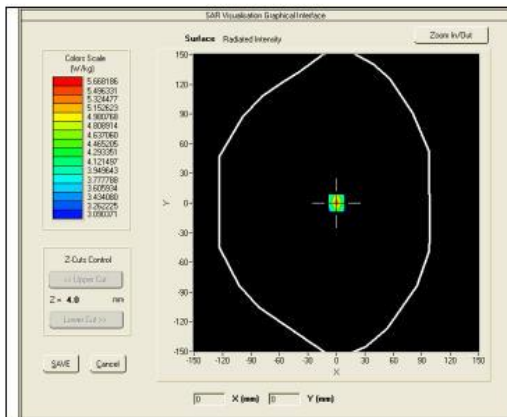 SAR Visualisation Graphical Interface
Surface Radiated Intensity
Zoom In/Out
Colors Scale
(W/kg)
5.668186
5.496331
5.324477
5.152623
4.980768
4.808914
4.637060
4.465205
4.293351
4.121497
3.949643
3.777788
3.605934
3.434080
3.262225
3.090371
Z-Cuts Control
<< Upper Cut
Z = 4.0 mm
Lower Cut >>
SAVE Cancel
150
120
90
60
30
0
-30
-60
-90
-120
-150
Y
-150 -120 -90 -60 -30 0 30 60 90 120 150
X
0 X (mm) 0 Y (mm)